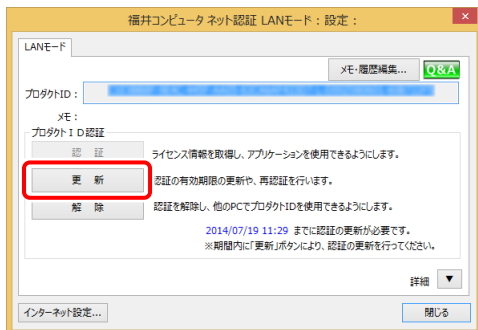 福井コンピュータ ネット認証 LANモード：設定：
LANモード
メモ・履歴編集...
Q&A
プロダクトID：
メモ：
プロダクトＩＤ認証
認　証
ライセンス情報を取得し、アプリケーションを使用できるようにします。
更　新
認証の有効期限の更新や、再認証を行います。
解　除
認証を解除し、他のPCでプロダクトIDを使用できるようにします。
2014/07/19 11:29 までに認証の更新が必要です。
※期間内に「更新」ボタンにより、認証の更新を行ってください。
詳細 ▼
インターネット設定...
閉じる